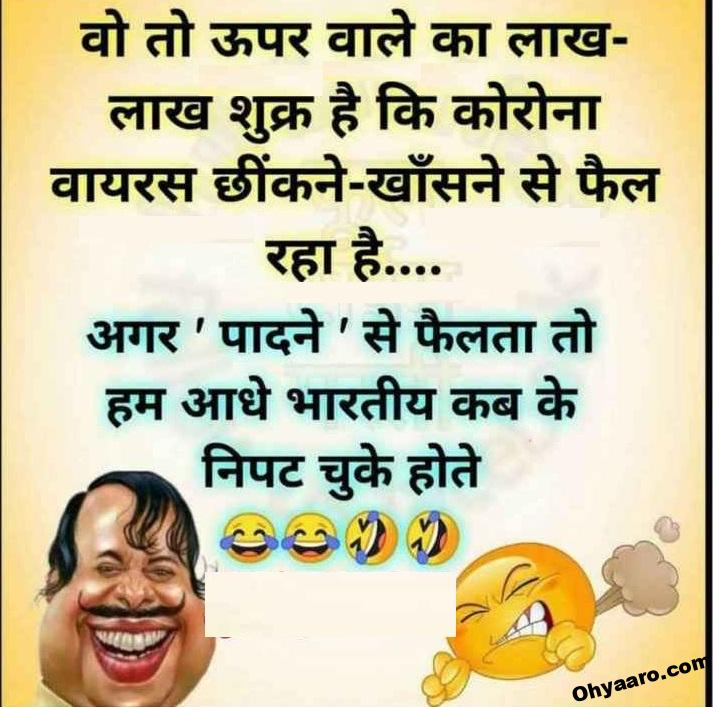 वो तो ऊपर वाले का लाख-
लाख शुक्र है कि कोरोना
वायरस छींकने-खाँसने से फैल
रहा है....
अगर ' पादने ' से फैलता तो
हम आधे भारतीय कब के
निपट चुके होते
Ohyaaro.com